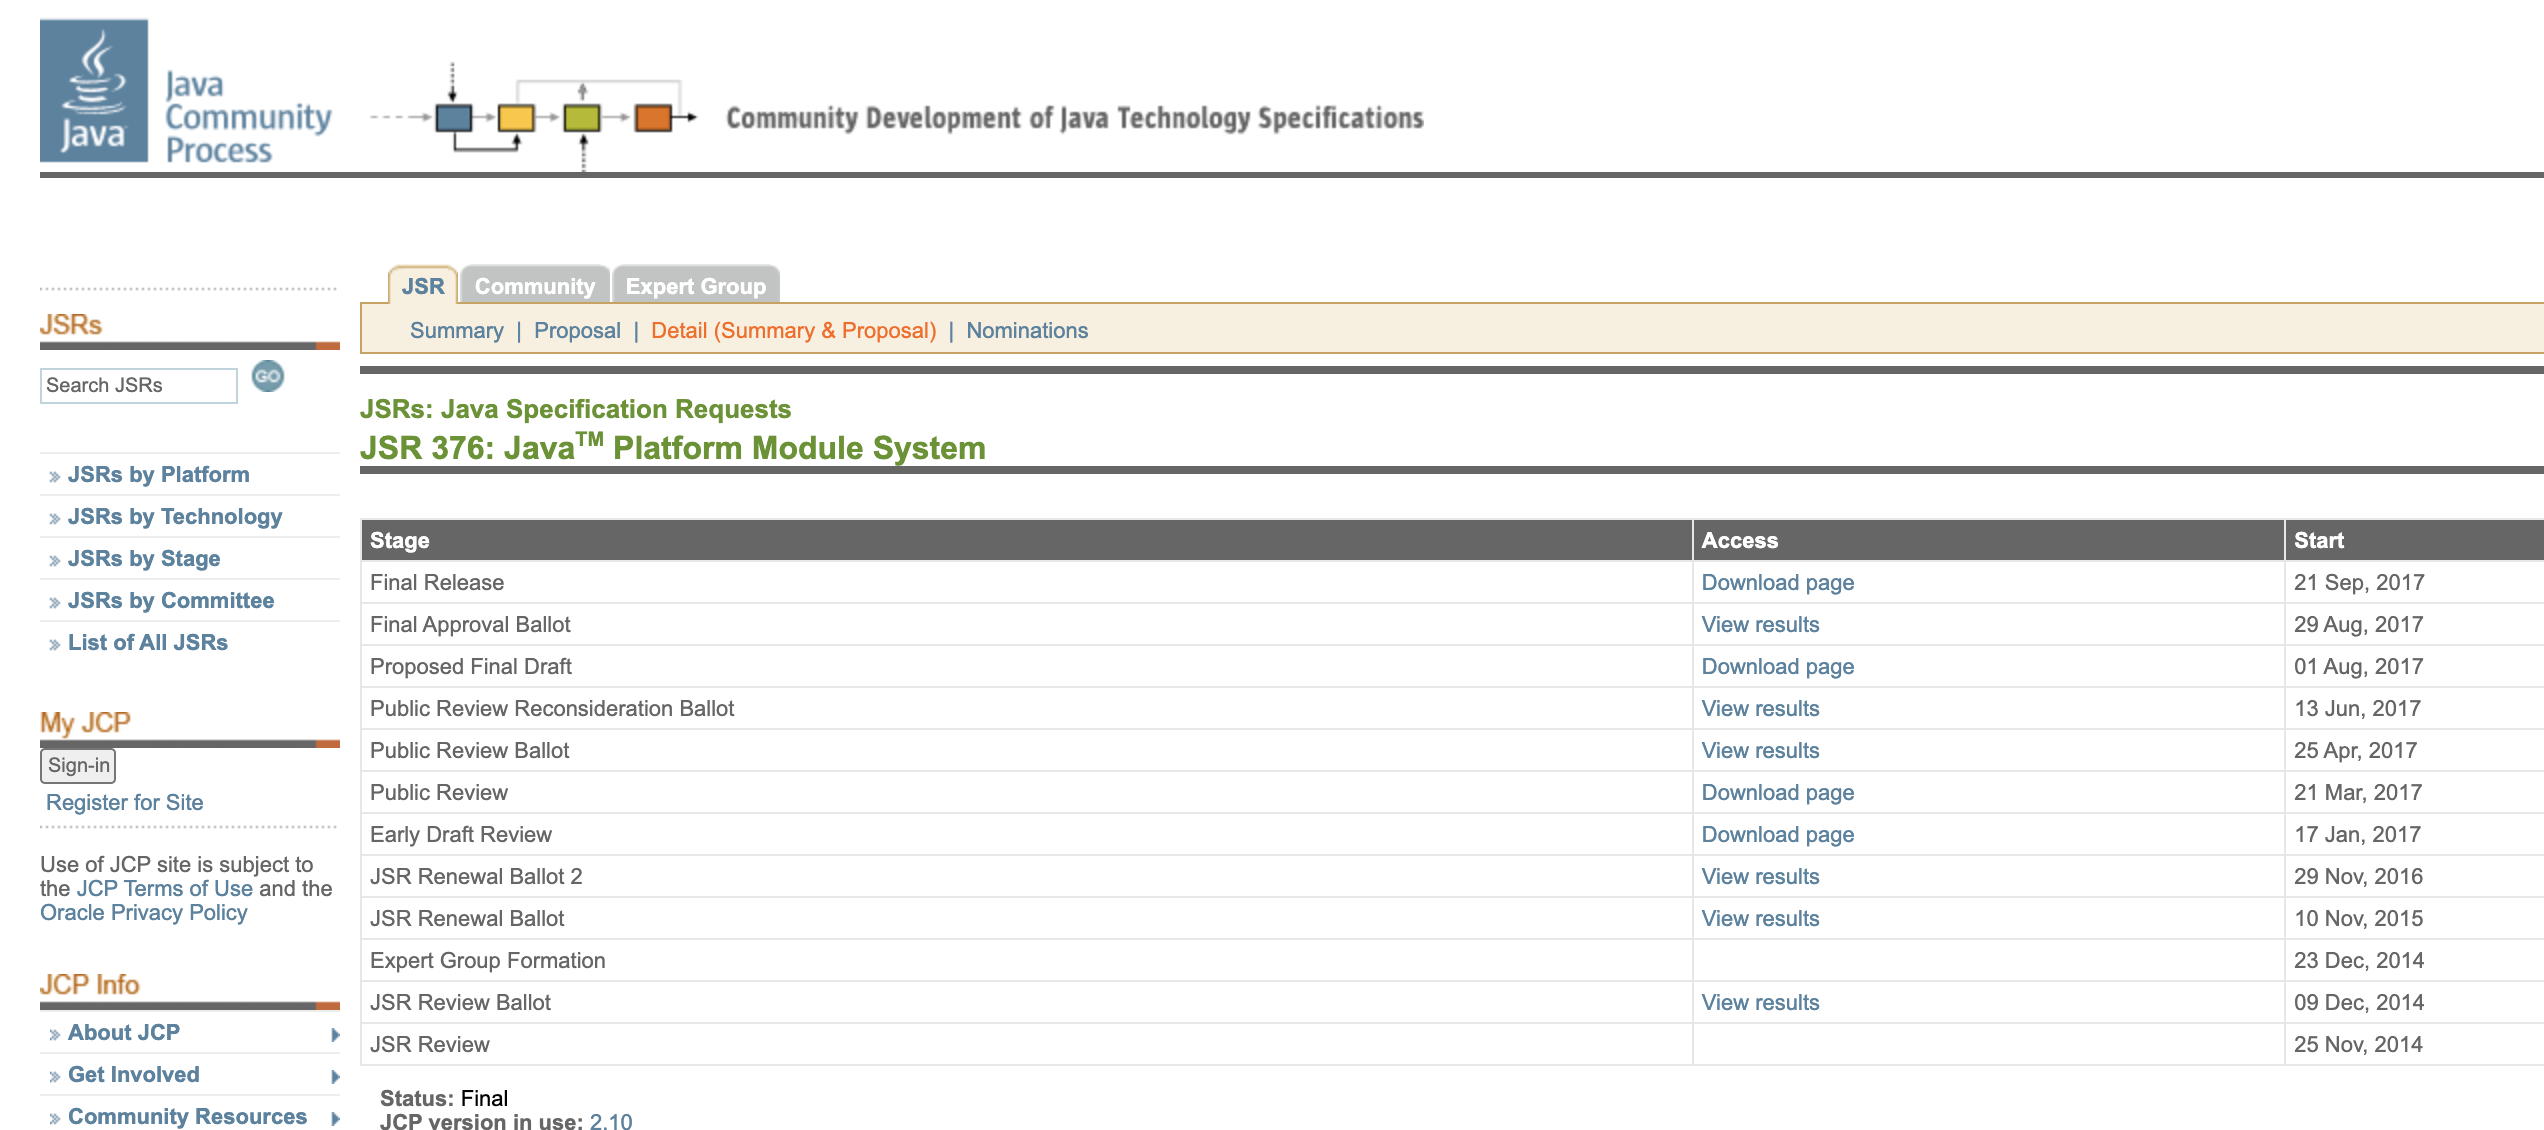 Java
Java
Community
Process
Community Development of Java Technology Specifications
JSRs
Search JSRs
GO
» JSRs by Platform
» JSRs by Technology
» JSRs by Stage
» JSRs by Committee
» List of All JSRs
My JCP
Sign-in
Register for Site
Use of JCP site is subject to
the JCP Terms of Use and the
Oracle Privacy Policy
JCP Info
» About JCP
» Get Involved
» Community Resources
JSR Community Expert Group
Summary | Proposal | Detail (Summary & Proposal) | Nominations
JSRs: Java Specification Requests
JSR 376: Java™ Platform Module System
Stage Access Start
Final Release Download page 21 Sep, 2017
Final Approval Ballot View results 29 Aug, 2017
Proposed Final Draft Download page 01 Aug, 2017
Public Review Reconsideration Ballot View results 13 Jun, 2017
Public Review Ballot View results 25 Apr, 2017
Public Review Download page 21 Mar, 2017
Early Draft Review Download page 17 Jan, 2017
JSR Renewal Ballot 2 View results 29 Nov, 2016
JSR Renewal Ballot View results 10 Nov, 2015
Expert Group Formation 23 Dec, 2014
JSR Review Ballot View results 09 Dec, 2014
JSR Review 25 Nov, 2014
Status: Final
JCP version in use: 2.10